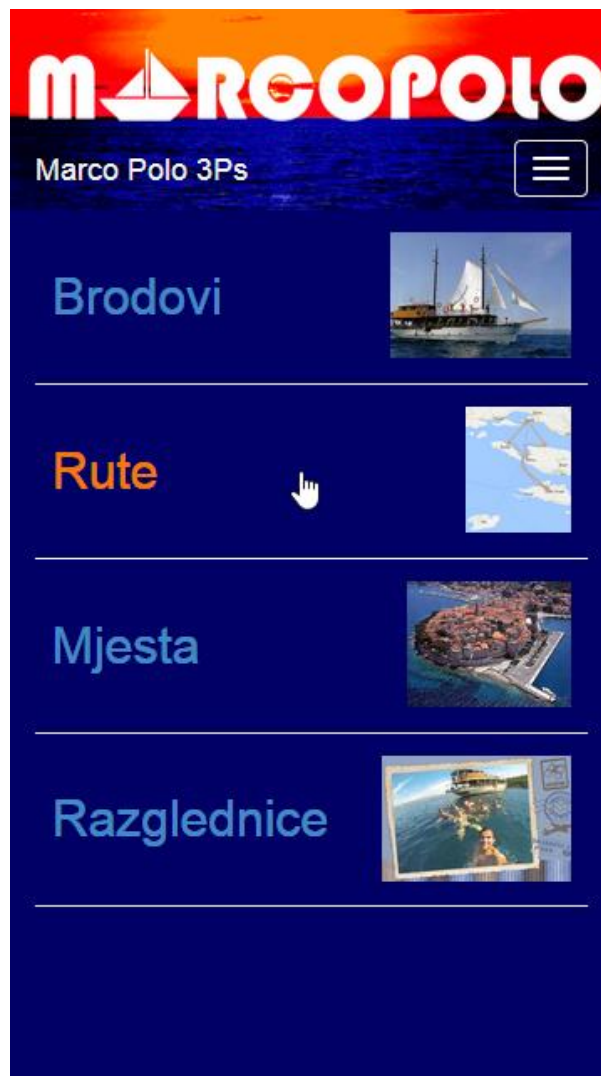 MARCOPOLO
Marco Polo 3Ps
Brodovi
Rute
Mjesta
Razglednice